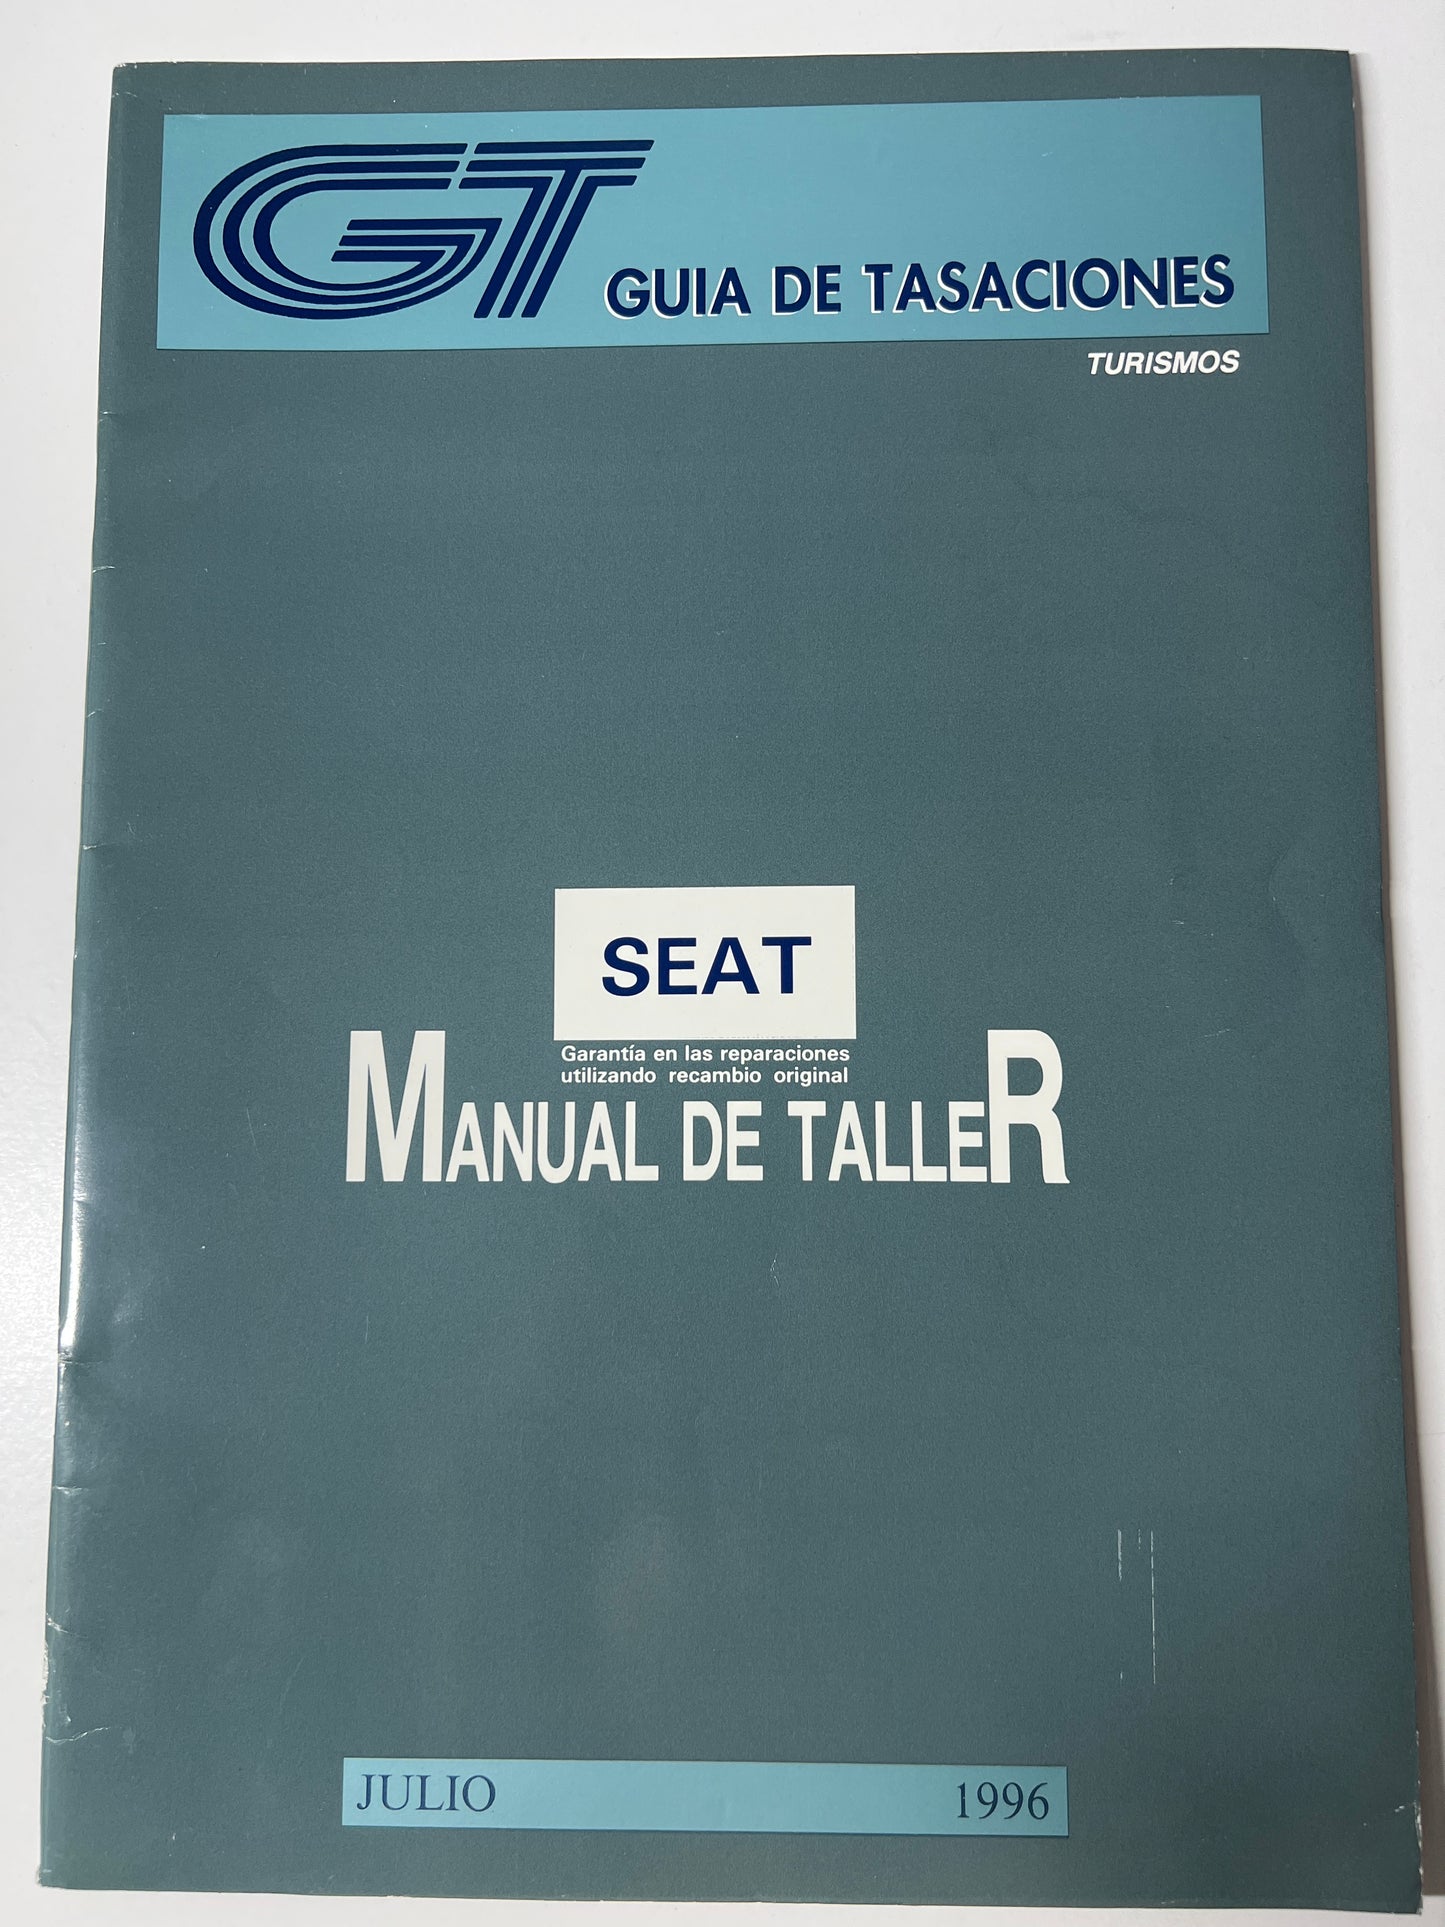 GT GUIA DE TASACIONES
TURISMOS
SEAT
Garantía en las reparaciones
utilizando recambio original
MANUAL DE TALLER
JULIO 1996